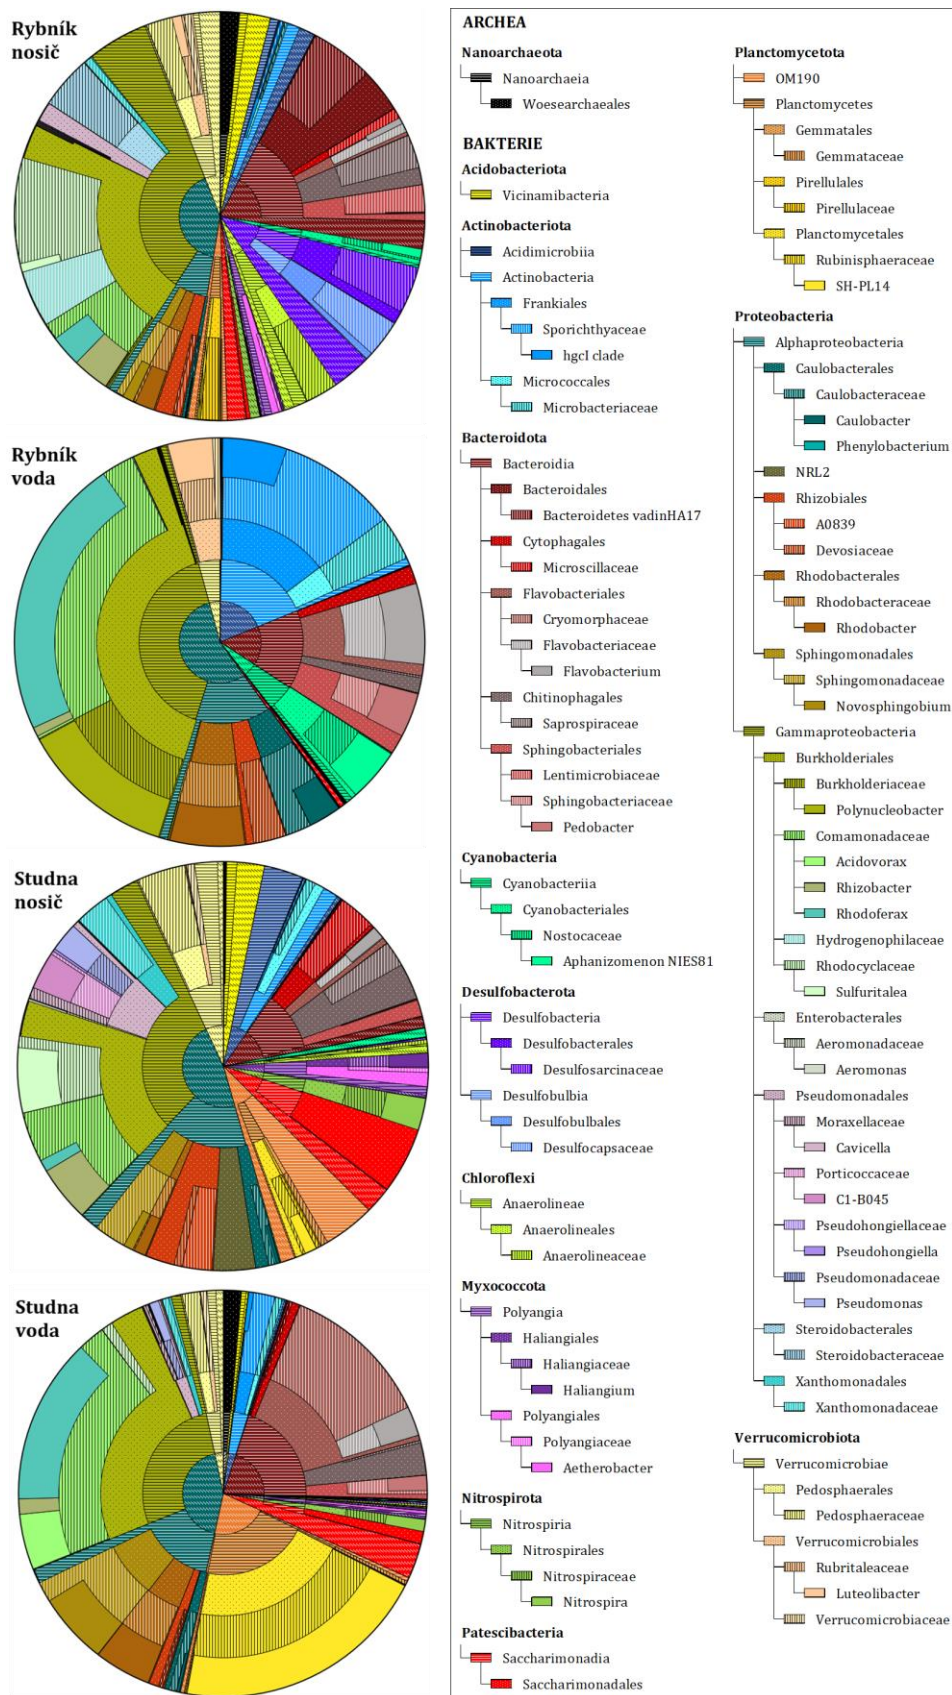 Rybník
nosič
Rybník
voda
Studna
nosič
Studna
voda
ARCHEA
Nanoarchaeota
Nanoarchaeia
Woesearchaeales
BAKTERIE
Acidobacteriota
Vicinamibacteria
Actinobacteriota
Acidimicrobiia
Actinobacteria
Frankiales
Sporichthyaceae
hgcI clade
Micrococcales
Microbacteriaceae
Bacteroidota
Bacteroidia
Bacteroidales
Bacteroidetes vadinHA17
Cytophagales
Microscillaceae
Flavobacteriales
Cryomorphaceae
Flavobacteriaceae
Flavobacterium
Chitinophagales
Saprospiraceae
Sphingobacteriales
Lentimicrobiaceae
Sphingobacteriaceae
Pedobacter
Cyanobacteria
Cyanobacteriia
Cyanobacteriales
Nostocaceae
Aphanizomenon NIES81
Desulfobacterota
Desulfobacteria
Desulfobacterales
Desulfosarcinaceae
Desulfobulbia
Desulfobulbales
Desulfocapsaceae
Chloroflexi
Anaerolineae
Anaerolineales
Anaerolineaceae
Myxococcota
Polyangia
Haliangiales
Haliangiaceae
Haliangium
Polyangiales
Polyangiaceae
Aetherobacter
Nitrospirota
Nitrospiria
Nitrospirales
Nitrospiraceae
Nitrospira
Patescibacteria
Saccharimonadia
Saccharimonadales
Planctomycetota
OM190
Planctomycetes
Gemmatales
Gemmataceae
Pirellulales
Pirellulaceae
Planctomycetales
Rubinisphaeraceae
SH-PL14
Proteobacteria
Alphaproteobacteria
Caulobacterales
Caulobacteraceae
Caulobacter
Phenylobacterium
NRL2
Rhizobiales
A0839
Devosiaceae
Rhodobacterales
Rhodobacteraceae
Rhodobacter
Sphingomonadales
Sphingomonadaceae
Novosphingobium
Gammaproteobacteria
Burkholderiales
Burkholderiaceae
Polynucleobacter
Comamonadaceae
Acidovorax
Rhizobacter
Rhodoferax
Hydrogenophilaceae
Rhodocyclaceae
Sulfuritalea
Enterobacterales
Aeromonadaceae
Aeromonas
Pseudomonadales
Moraxellaceae
Cavicella
Porticoccaceae
C1-B045
Pseudohongiellaceae
Pseudohongiella
Pseudomonadaceae
Pseudomonas
Steroidobacterales
Steroidobacteraceae
Xanthomonadales
Xanthomonadaceae
Verrucomicrobiota
Verrucomicrobiae
Pedosphaerales
Pedosphaeraceae
Verrucomicrobiales
Rubritaleaceae
Luteolibacter
Verrucomicrobiaceae